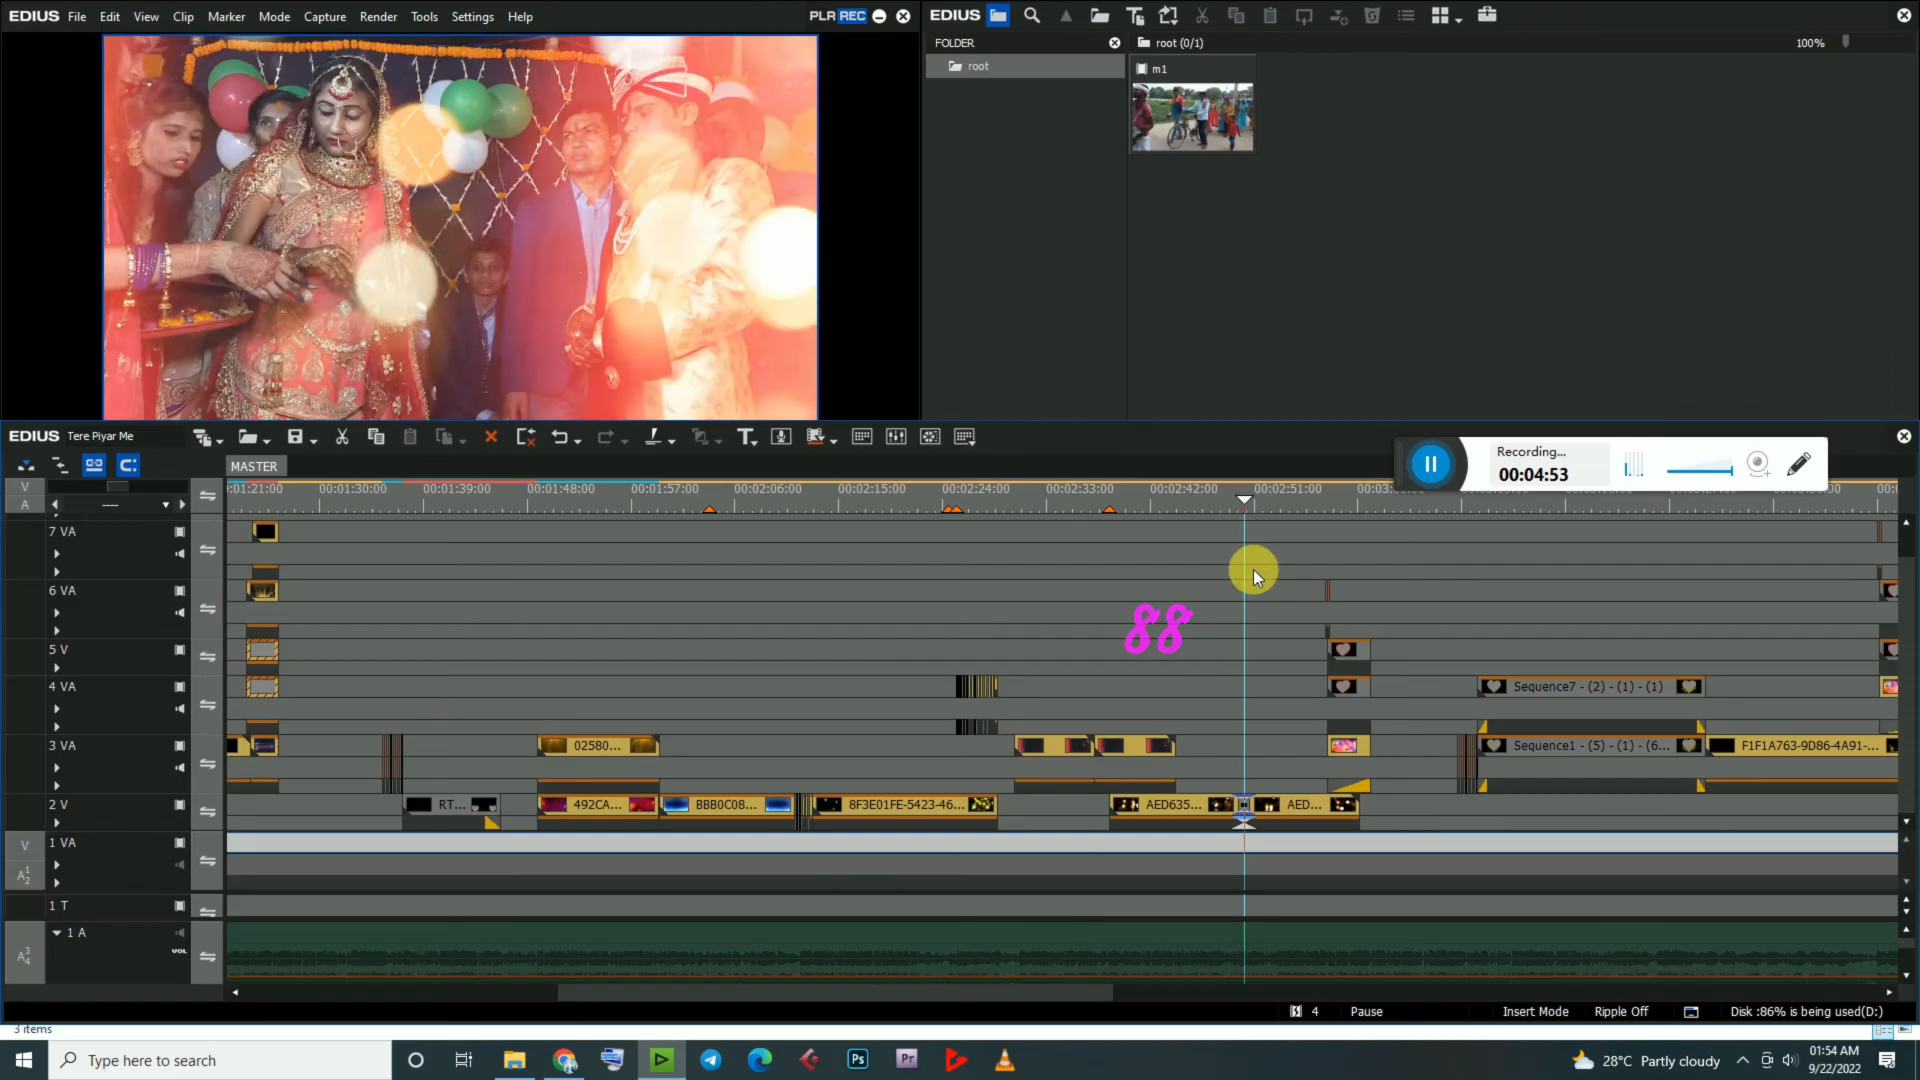 EDIUS File Edit View Clip Marker Mode Capture Render Tools Settings Help PLR REC
EDIUS
FOLDER
root (0/1)
100%
root
m1
EDIUS Tere Piyar Me
Recording...
00:04:53
MASTER
V
A
----
:01:21:00 00:01:30:00 00:01:39:00 00:01:48:00 00:01:57:00 00:02:06:00 00:02:15:00 00:02:24:00 00:02:33:00 00:02:42:00 00:02:51:00
7 VA
6 VA
88
5 V
4 VA
Sequence7 - (2) - (1) - (1)
3 VA
02580...
Sequence1 - (5) - (1) - (6...
F1F1A763-9D86-4A91-...
2 V
RT...
492CA...
BBB0C08...
8F3E01FE-5423-46...
AED635...
AED...
V
1 VA
A 1 2
1 T
1 A
VOL
A 3 4
4 Pause
Insert Mode
Ripple Off
Disk :86% is being used(D:)
3 items
Type here to search
Ps
Pr
28°C Partly cloudy
01:54 AM
9/22/2022